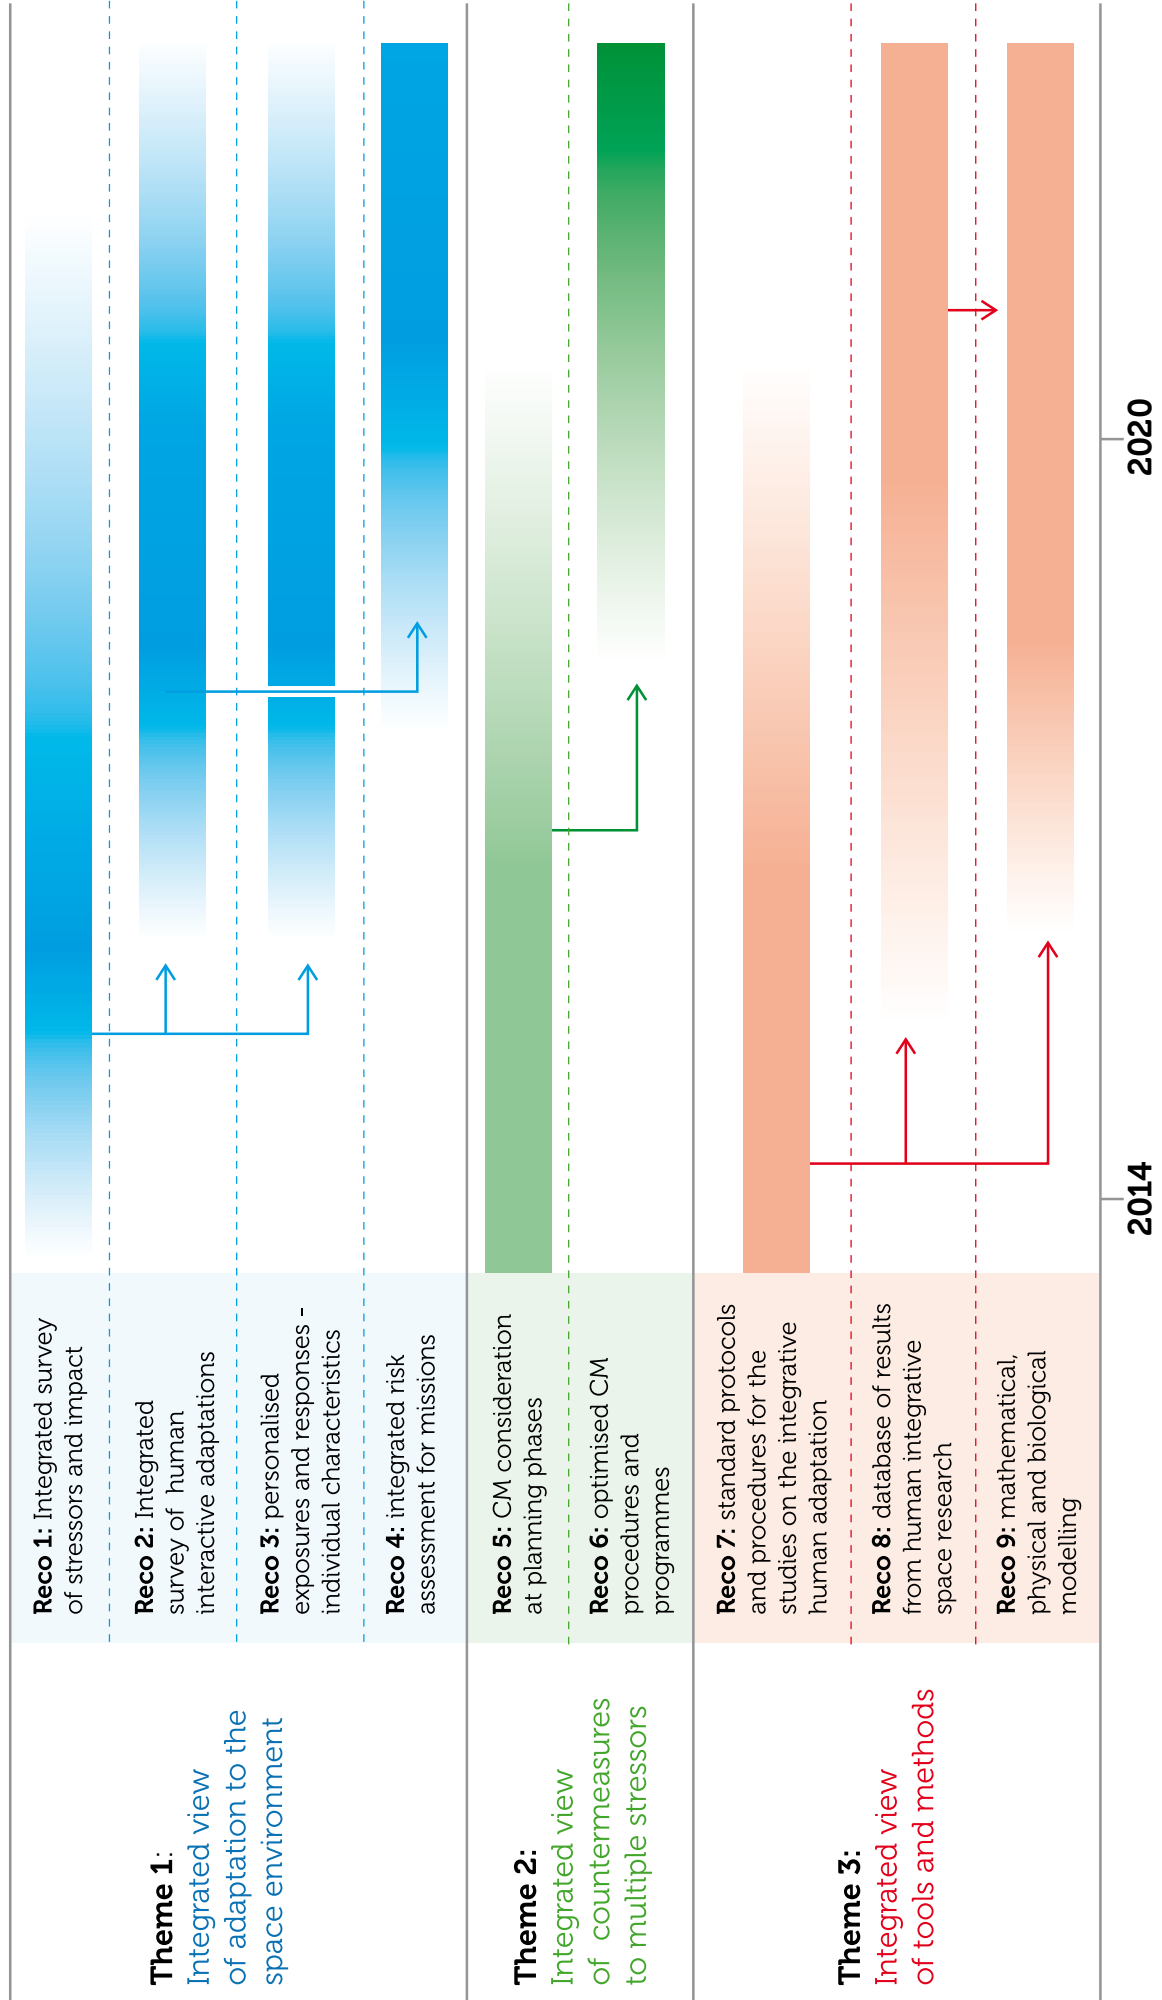 Theme 1:
Integrated view
of adaptation to the
space environment
Reco 1: Integrated survey
of stressors and impact
Reco 2: Integrated
survey of human
interactive adaptations
Reco 3: personalised
exposures and responses –
individual characteristics
Reco 4: integrated risk
assessment for missions
Theme 2:
Integrated view
of countermeasures
to multiple stressors
Reco 5: CM consideration
at planning phases
Reco 6: optimised CM
procedures and
programmes
Theme 3:
Integrated view
of tools and methods
Reco 7: standard protocols
and procedures for the
studies on the integrative
human adaptation
Reco 8: database of results
from human integrative
space research
Reco 9: mathematical,
physical and biological
modelling
2014
2020